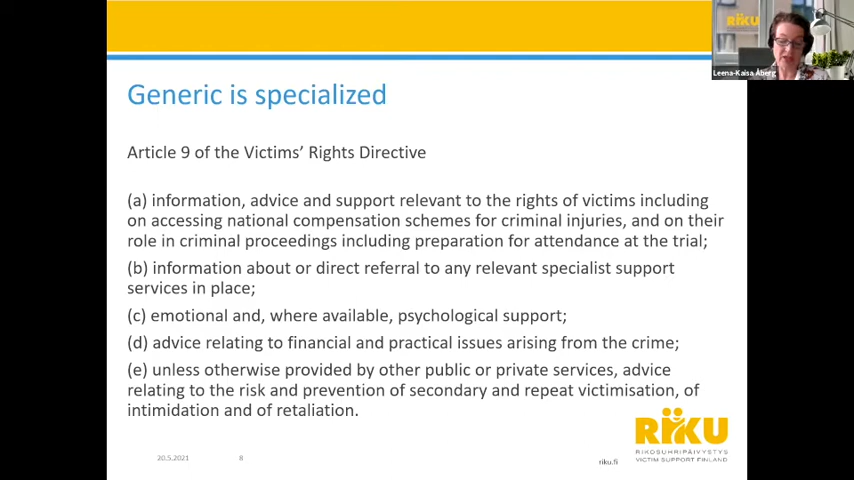 RIKU
Leena-Kaisa Åberg
Generic is specialized
Article 9 of the Victims' Rights Directive
(a) information, advice and support relevant to the rights of victims including
on accessing national compensation schemes for criminal injuries, and on their
role in criminal proceedings including preparation for attendance at the trial;
(b) information about or direct referral to any relevant specialist support
services in place;
(c) emotional and, where available, psychological support;
(d) advice relating to financial and practical issues arising from the crime;
(e) unless otherwise provided by other public or private services, advice
relating to the risk and prevention of secondary and repeat victimisation, of
intimidation and of retaliation.
RIKU
RIKOSUHRIPÄIVYSTYS
VICTIM SUPPORT FINLAND
20.5.2021
8
riku.fi